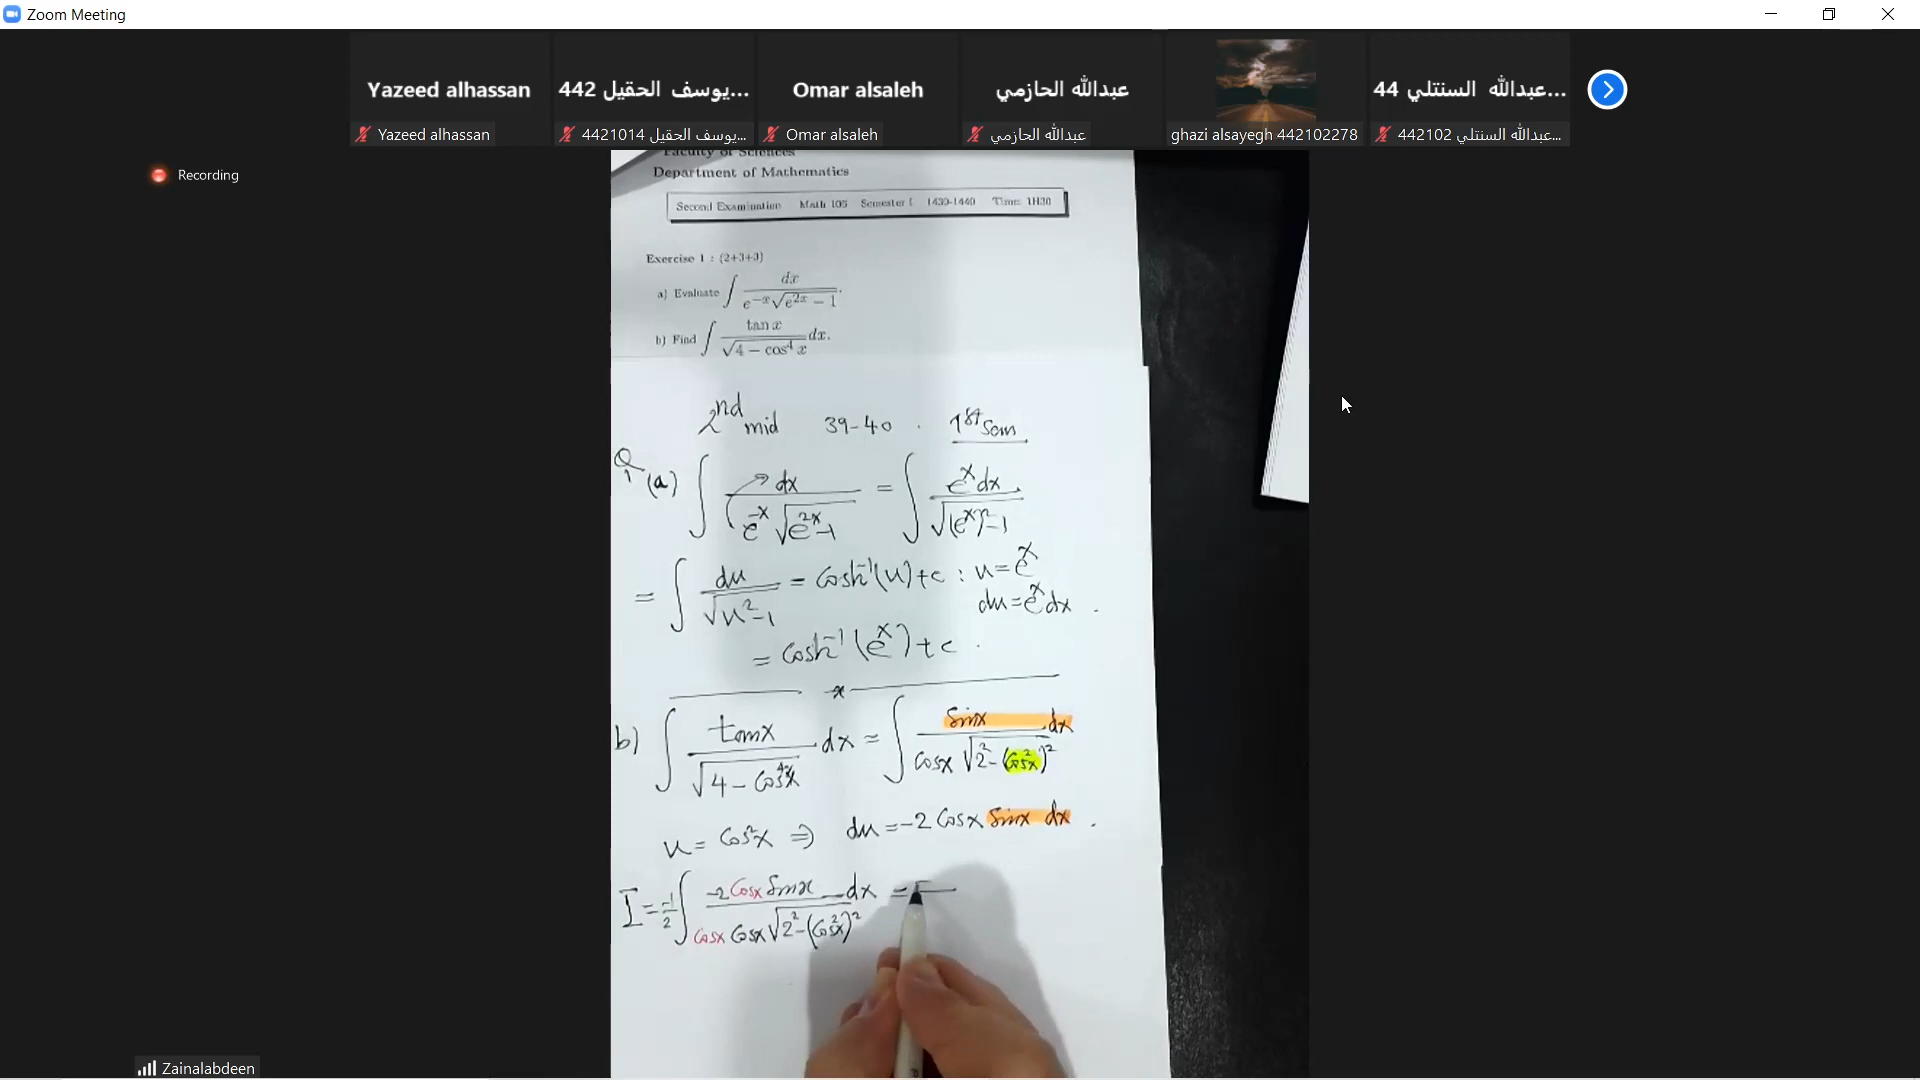 Zoom Meeting
Yazeed alhassan
442 يوسف الحقيل...
Omar alsaleh
عبدالله الحازمي
44 عبدالله السنتلي...
Yazeed alhassan
4421014 يوسف الحقيل...
Omar alsaleh
عبدالله الحازمي
ghazi alsayegh 442102278
442102 عبدالله السنتلي...
Recording
Faculty of Sciences
Department of Mathematics
Second Examination Math 105 Semester I 1439-1440 Time: 1H30
Exercise 1 : (2+3+3)
a) Evaluate ∫ dx / (e^{-x}√(e^{2x} − 1)).
b) Find ∫ tan x / √(4 − cos⁴ x) dx.
2nd mid 39-40 . 1st Sem
Q1 (a) ∫ dx / (e^{-x} √(e^{2x}-1)) = ∫ e^x dx / √((e^x)²-1)
= ∫ du / √(u²-1) = Cosh⁻¹(u)+c : u=e^x
du=e^x dx .
= Cosh⁻¹(e^x)+c .
x
b) ∫ tanx / √(4-Cos⁴x) dx = ∫ Sinx dx / (Cosx √(2²-(Cos²x)²))
u = Cos²x ⇒ du = -2 Cosx Sinx dx .
I = -1/2 ∫ -2 Cosx Sinx dx / (Cosx Cosx √(2²-(Cos²x)²)) =
Zainalabdeen